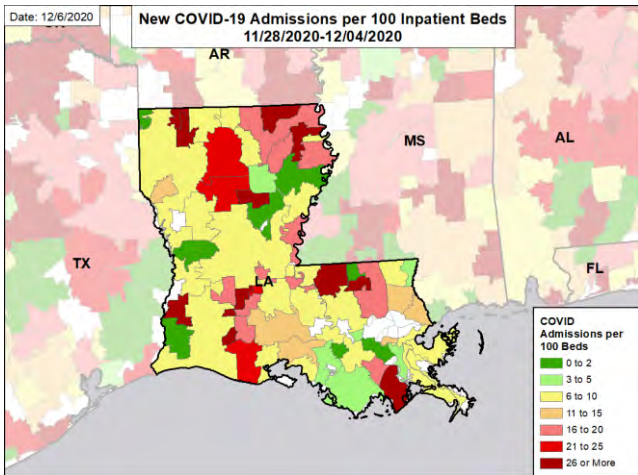 Date: 12/6/2020
New COVID-19 Admissions per 100 Inpatient Beds
11/28/2020-12/04/2020
AR
MS
AL
TX
LA
FL
COVID
Admissions per
100 Beds
0 to 2
3 to 5
6 to 10
11 to 15
16 to 20
21 to 25
26 or More